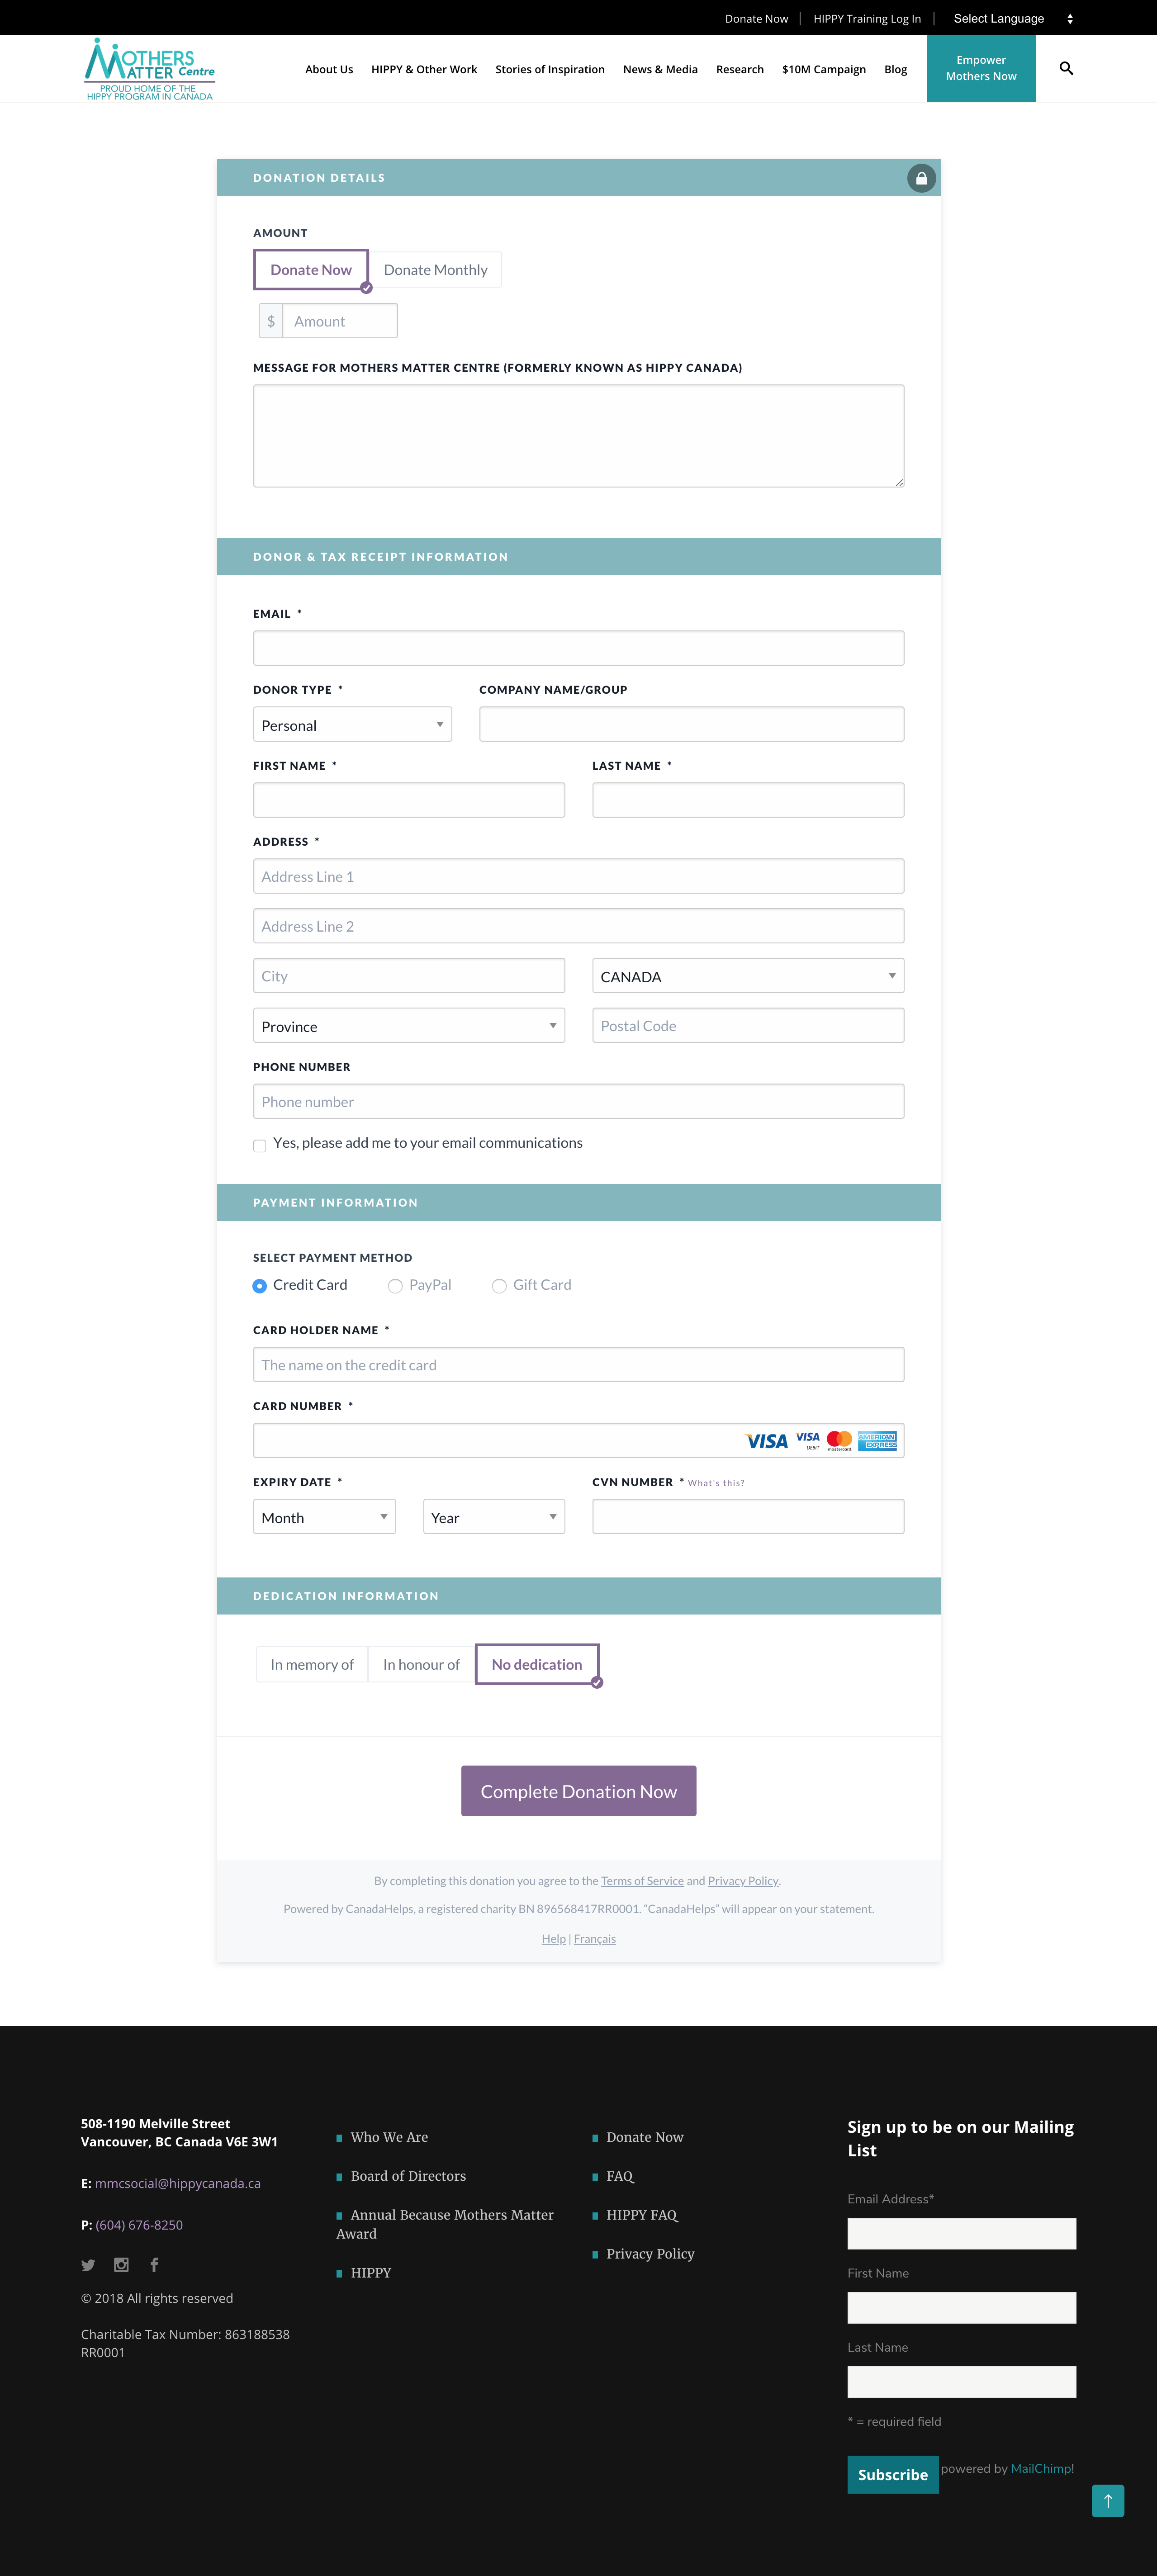 Donate Now
HIPPY Training Log In
Select Language
MOTHERS
MATTER Centre
PROUD HOME OF THE
HIPPY PROGRAM IN CANADA
About Us
HIPPY & Other Work
Stories of Inspiration
News & Media
Research
$10M Campaign
Blog
Empower
Mothers Now
DONATION DETAILS
AMOUNT
Donate Now
Donate Monthly
$ Amount
MESSAGE FOR MOTHERS MATTER CENTRE (FORMERLY KNOWN AS HIPPY CANADA)
DONOR & TAX RECEIPT INFORMATION
EMAIL *
DONOR TYPE *
COMPANY NAME/GROUP
Personal
FIRST NAME *
LAST NAME *
ADDRESS *
Address Line 1
Address Line 2
City
CANADA
Province
Postal Code
PHONE NUMBER
Phone number
Yes, please add me to your email communications
PAYMENT INFORMATION
SELECT PAYMENT METHOD
Credit Card
PayPal
Gift Card
CARD HOLDER NAME *
The name on the credit card
CARD NUMBER *
VISA
VISA
DEBIT
mastercard
AMERICAN
EXPRESS
EXPIRY DATE *
CVN NUMBER * What's this?
Month
Year
DEDICATION INFORMATION
In memory of
In honour of
No dedication
Complete Donation Now
By completing this donation you agree to the Terms of Service and Privacy Policy.
Powered by CanadaHelps, a registered charity BN 896568417RR0001. “CanadaHelps” will appear on your statement.
Help | Français
508-1190 Melville Street
Vancouver, BC Canada V6E 3W1
E: mmcsocial@hippycanada.ca
P: (604) 676-8250
© 2018 All rights reserved
Charitable Tax Number: 863188538
RR0001
Who We Are
Board of Directors
Annual Because Mothers Matter
Award
HIPPY
Donate Now
FAQ
HIPPY FAQ
Privacy Policy
Sign up to be on our Mailing
List
Email Address*
First Name
Last Name
* = required field
Subscribe
powered by MailChimp!